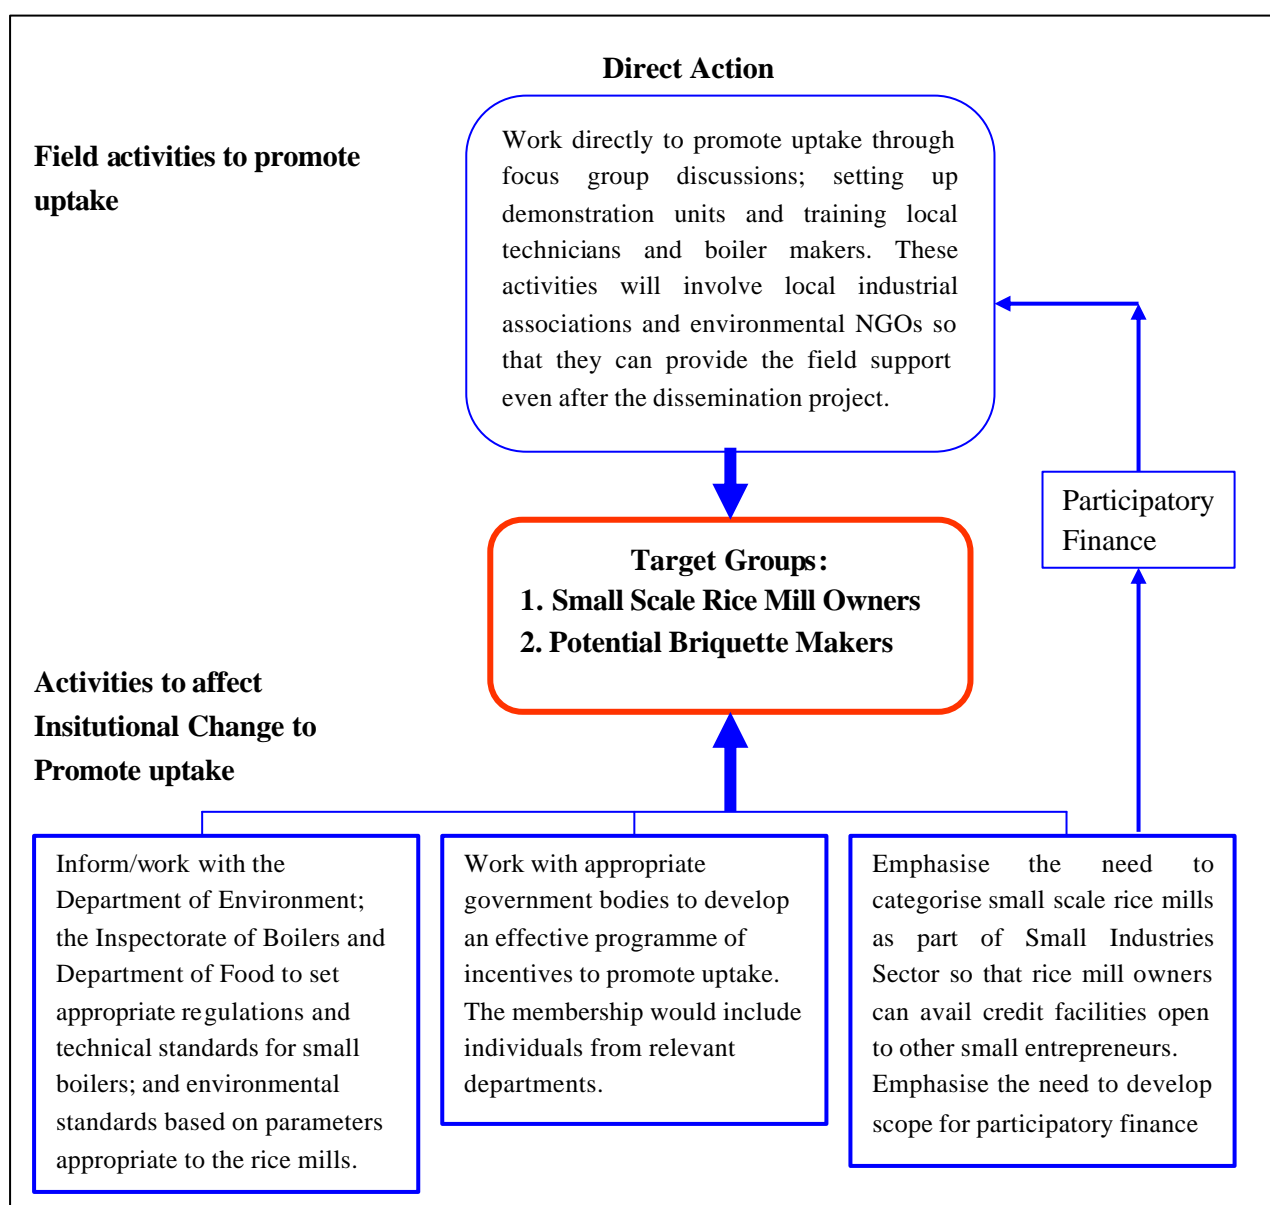 Direct Action
Field activities to promote
uptake
Work directly to promote uptake through
focus group discussions; setting up
demonstration units and training local
technicians and boiler makers. These
activities will involve local industrial
associations and environmental NGOs so
that they can provide the field support
even after the dissemination project.
Participatory
Finance
Target Groups:
1. Small Scale Rice Mill Owners
2. Potential Briquette Makers
Activities to affect
Insitutional Change to
Promote uptake
Inform/work with the
Department of Environment;
the Inspectorate of Boilers and
Department of Food to set
appropriate regulations and
technical standards for small
boilers; and environmental
standards based on parameters
appropriate to the rice mills.
Work with appropriate
government bodies to develop
an effective programme of
incentives to promote uptake.
The membership would include
individuals from relevant
departments.
Emphasise the need to
categorise small scale rice mills
as part of Small Industries
Sector so that rice mill owners
can avail credit facilities open
to other small entrepreneurs.
Emphasise the need to develop
scope for participatory finance